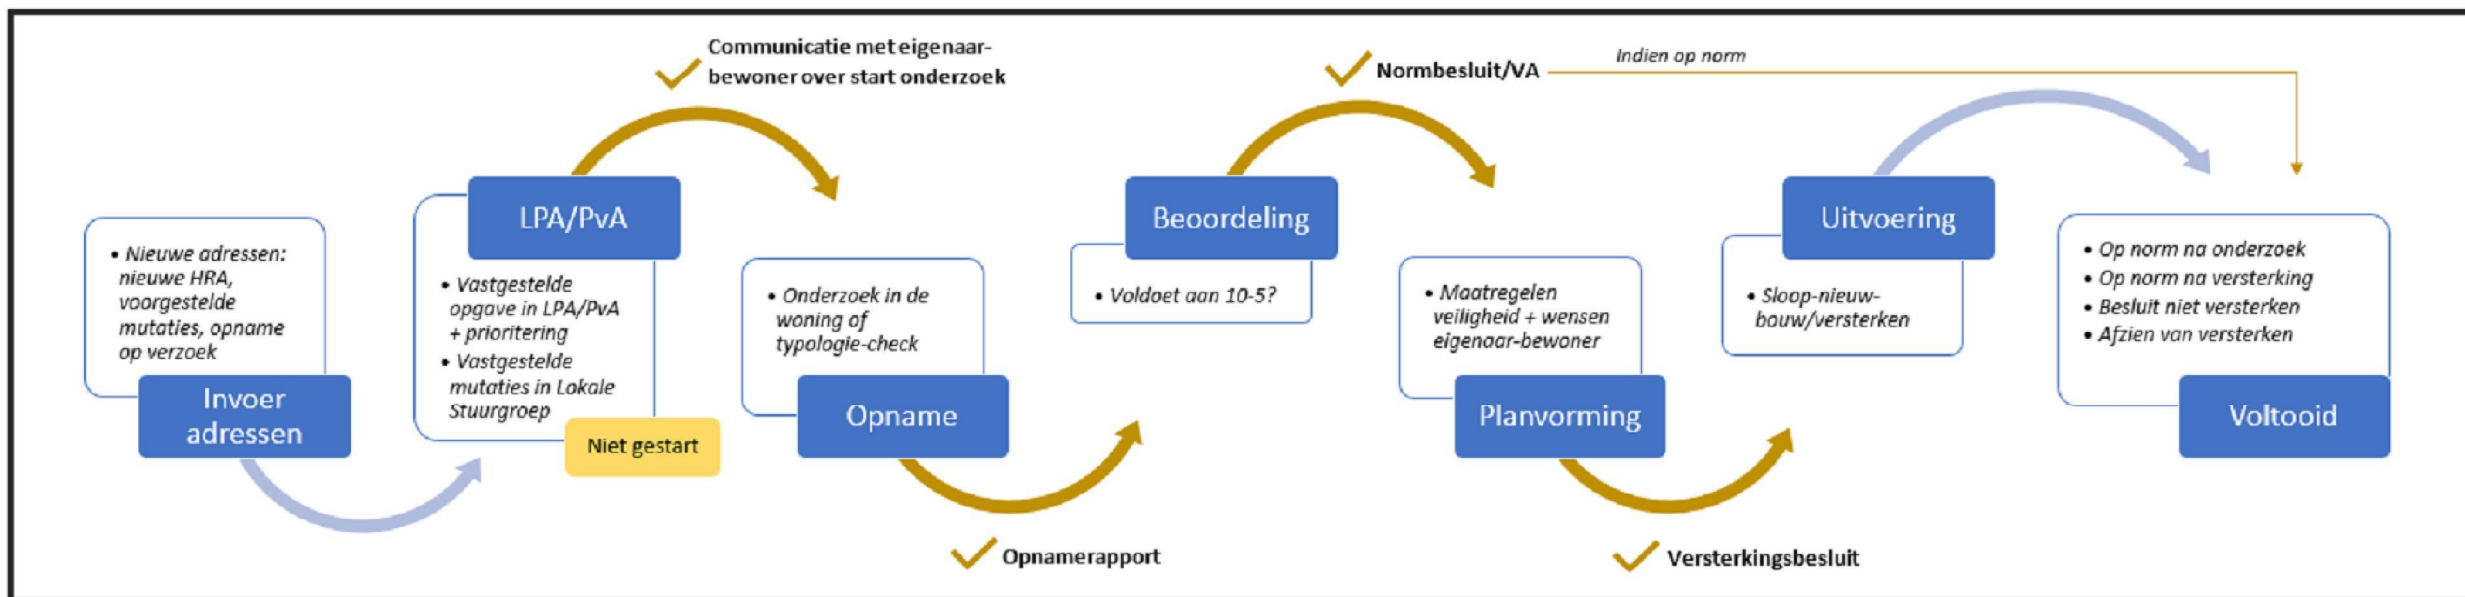 Communicatie met eigenaar-
bewoner over start onderzoek
Normbesluit/VA
Indien op norm
• Nieuwe adressen:
nieuwe HRA,
voorgestelde
mutaties, opname
op verzoek
Invoer
adressen
LPA/PvA
• Vastgestelde
opgave in LPA/PvA
+ prioritering
• Vastgestelde
mutaties in Lokale
Stuurgroep
Niet gestart
• Onderzoek in de
woning of
typologie-check
Opname
Opnamerapport
Beoordeling
• Voldoet aan 10-5?
• Maatregelen
veiligheid + wensen
eigenaar-bewoner
Planvorming
Versterkingsbesluit
Uitvoering
• Sloop-nieuw-
bouw/versterken
• Op norm na onderzoek
• Op norm na versterking
• Besluit niet versterken
• Afzien van versterken
Voltooid